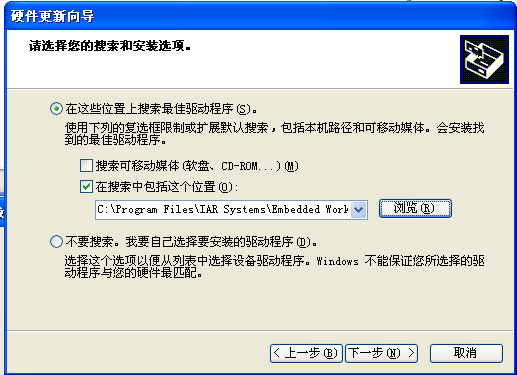 硬件更新向导
请选择您的搜索和安装选项。
在这些位置上搜索最佳驱动程序(S)。
使用下列的复选框限制或扩展默认搜索，包括本机路径和可移动媒体。会安装找
到的最佳驱动程序。
搜索可移动媒体(软盘、CD-ROM...)(M)
在搜索中包括这个位置(O):
C:\Program Files\IAR Systems\Embedded Work
浏览(R)
不要搜索。我要自己选择要安装的驱动程序(D)。
选择这个选项以便从列表中选择设备驱动程序。Windows 不能保证您所选择的驱
动程序与您的硬件最匹配。
< 上一步(B) 下一步(N) > 取消